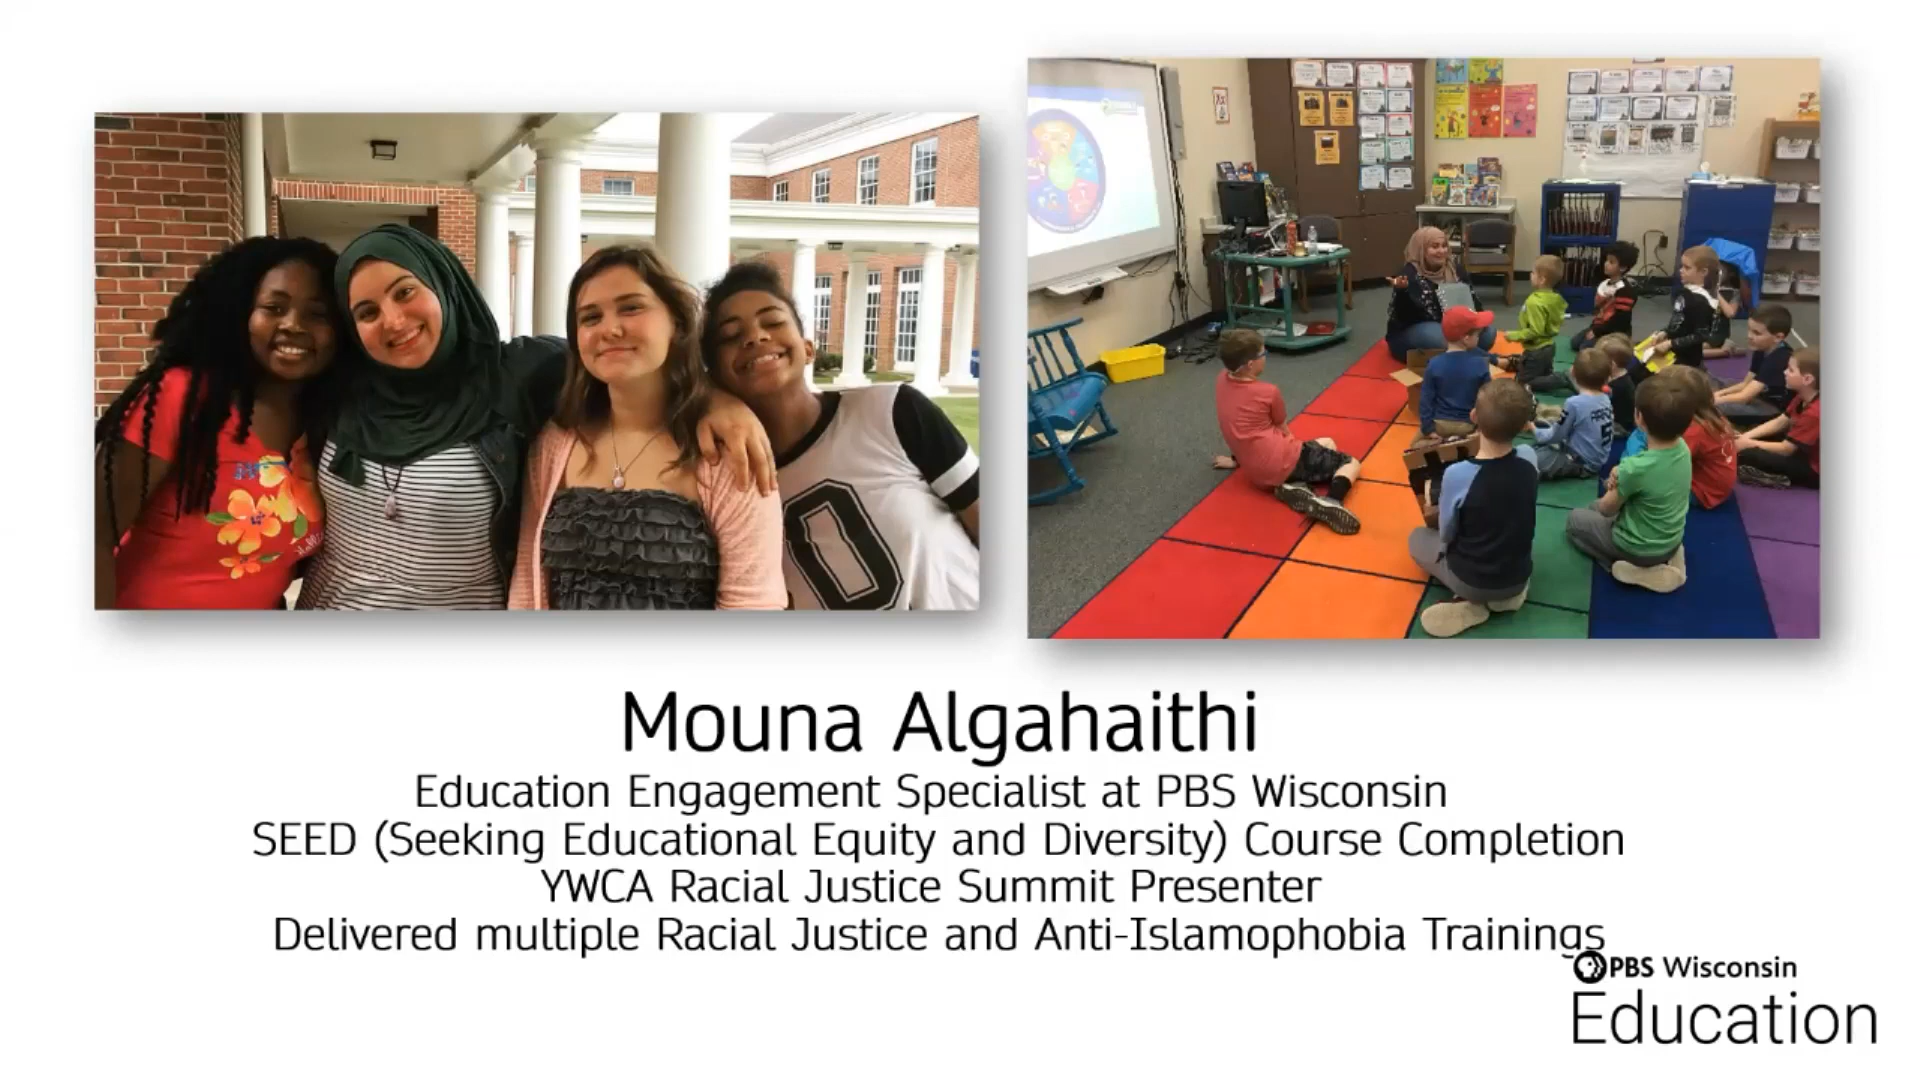 Mouna Algahaithi
Education Engagement Specialist at PBS Wisconsin
SEED (Seeking Educational Equity and Diversity) Course Completion
YWCA Racial Justice Summit Presenter
Delivered multiple Racial Justice and Anti-Islamophobia Trainings
PBS Wisconsin
Education